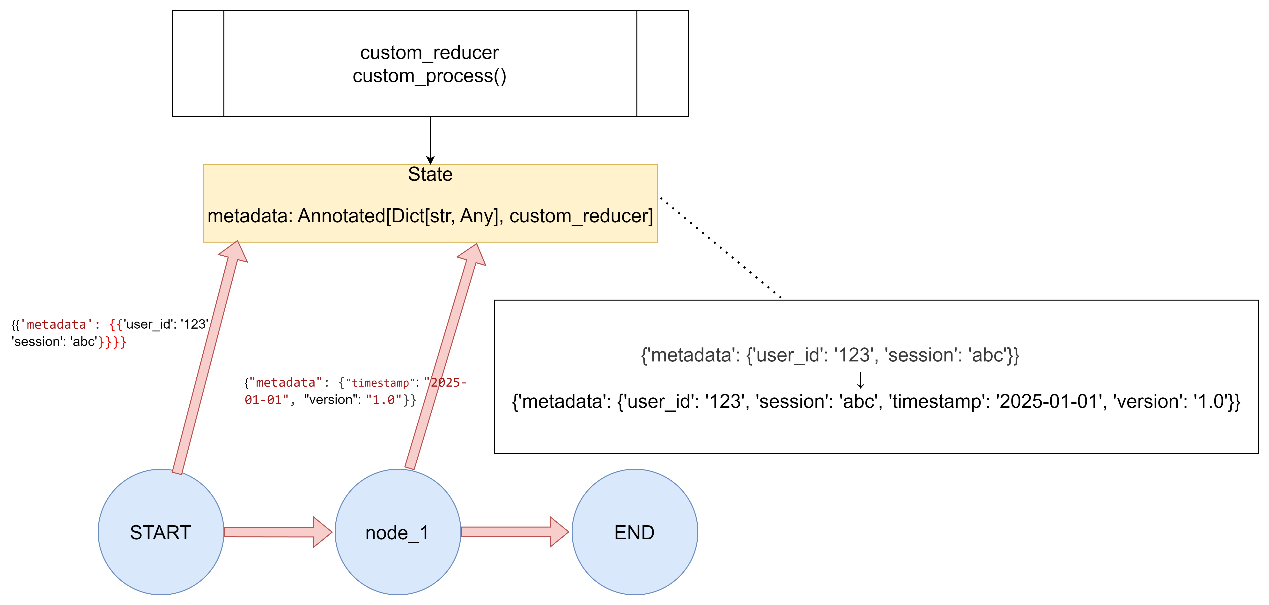 custom_reducer
custom_process()
State
metadata: Annotated[Dict[str, Any], custom_reducer]
{{'metadata': {{'user_id': '123'
'session': 'abc'}}}}
{"metadata": {"timestamp": "2025-
01-01", "version": "1.0"}}
{'metadata': {'user_id': '123', 'session': 'abc'}}
↓
{'metadata': {'user_id': '123', 'session': 'abc', 'timestamp': '2025-01-01', 'version': '1.0'}}
START
node_1
END